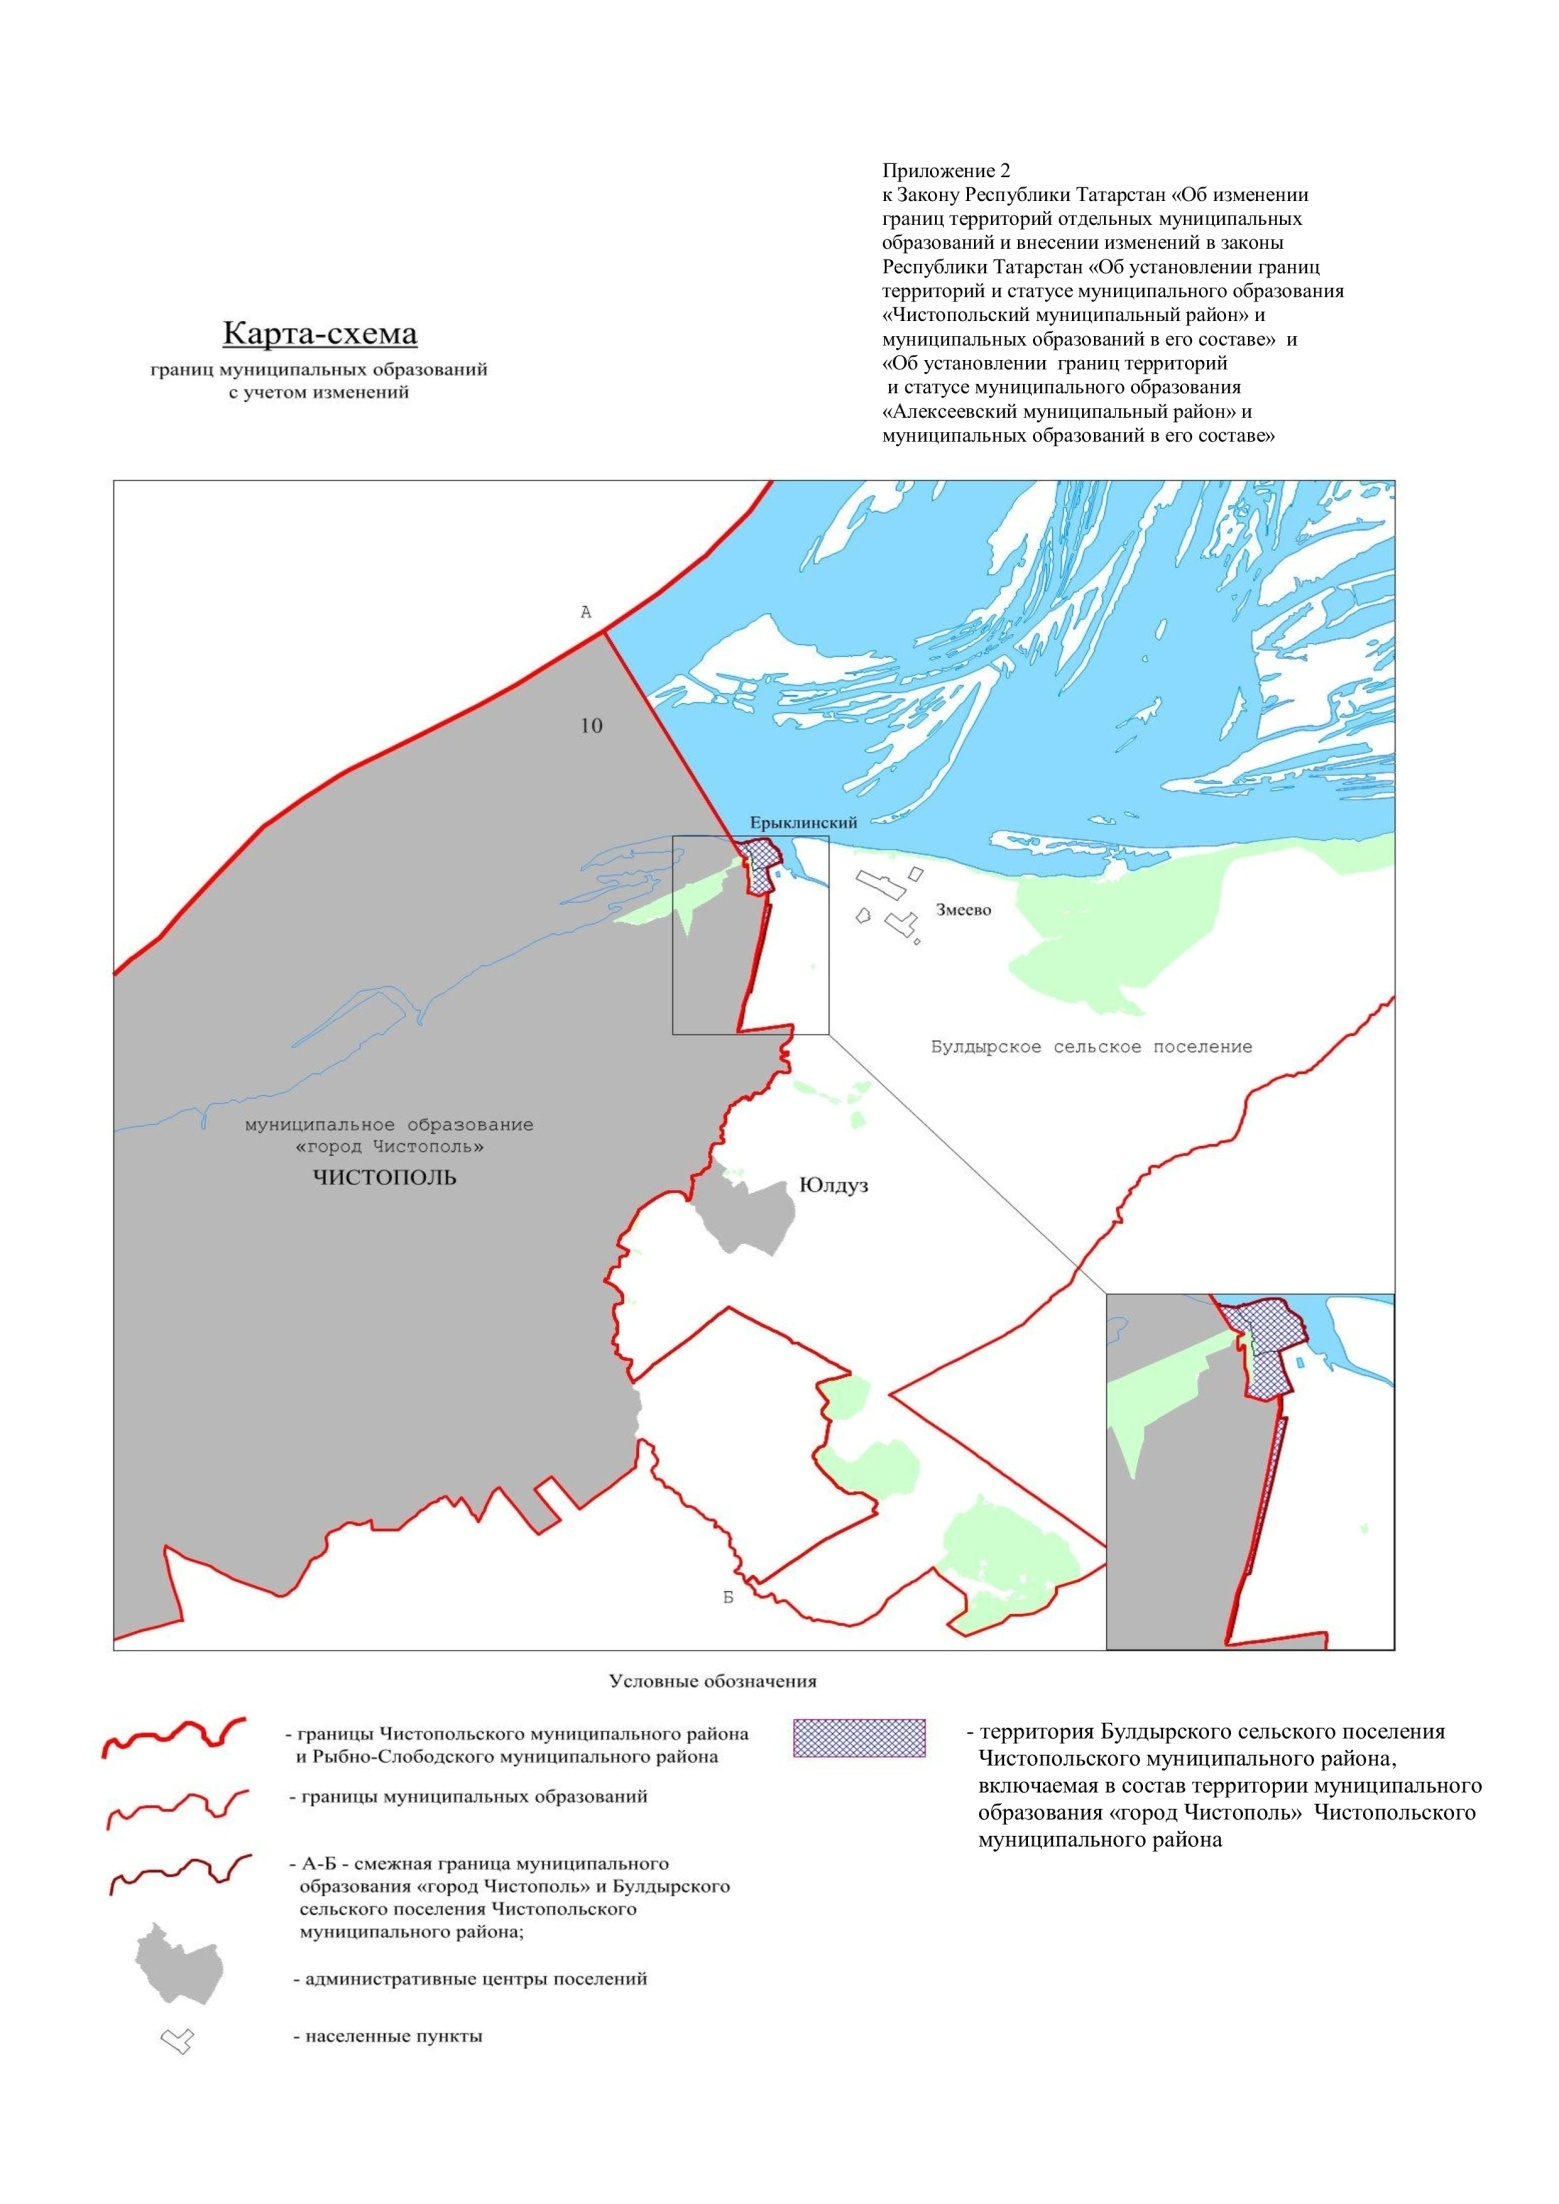 Приложение 2
к Закону Республики Татарстан «Об изменении
границ территорий отдельных муниципальных
образований и внесении изменений в законы
Республики Татарстан «Об установлении границ
территорий и статусе муниципального образования
«Чистопольский муниципальный район» и
муниципальных образований в его составе» и
«Об установлении границ территорий
и статусе муниципального образования
«Алексеевский муниципальный район» и
муниципальных образований в его составе»
Карта-схема
границ муниципальных образований
с учетом изменений
А
10
Ерыклинский
Змеево
Булдырское сельское поселение
муниципальное образование
«город Чистополь»
ЧИСТОПОЛЬ
Юлдуз
Б
Условные обозначения
- границы Чистопольского муниципального района
и Рыбно-Слободского муниципального района
- границы муниципальных образований
- А-Б - смежная граница муниципального
образования «город Чистополь» и Булдырского
сельского поселения Чистопольского
муниципального района;
- административные центры поселений
- населенные пункты
- территория Булдырского сельского поселения
Чистопольского муниципального района,
включаемая в состав территории муниципального
образования «город Чистополь» Чистопольского
муниципального района